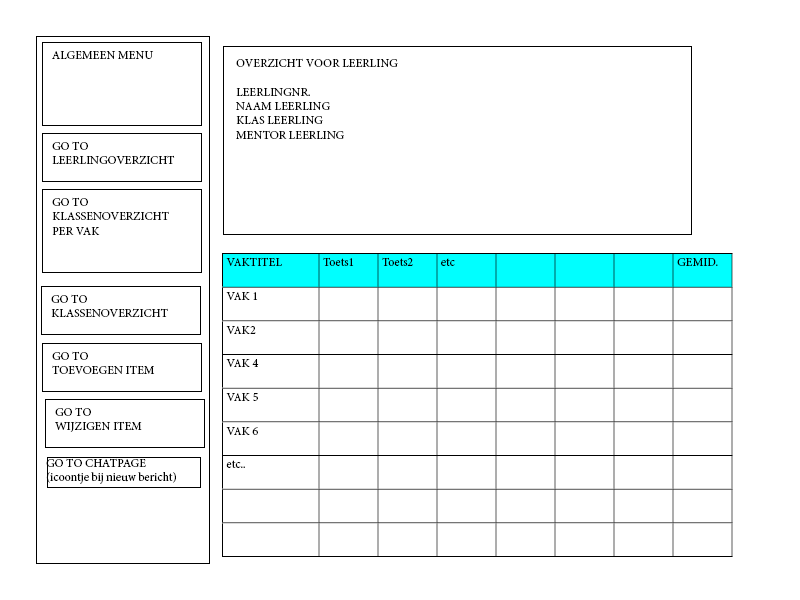 ALGEMEEN MENU
GO TO
LEERLINGOVERZICHT
GO TO
KLASSENOVERZICHT
PER VAK
GO TO
KLASSENOVERZICHT
GO TO
TOEVOEGEN ITEM
GO TO
WIJZIGEN ITEM
GO TO CHATPAGE
(icoontje bij nieuw bericht)
OVERZICHT VOOR LEERLING
LEERLINGNR.
NAAM LEERLING
KLAS LEERLING
MENTOR LEERLING
VAKTITEL Toets1 Toets2 etc GEMID.
VAK 1
VAK2
VAK 4
VAK 5
VAK 6
etc..